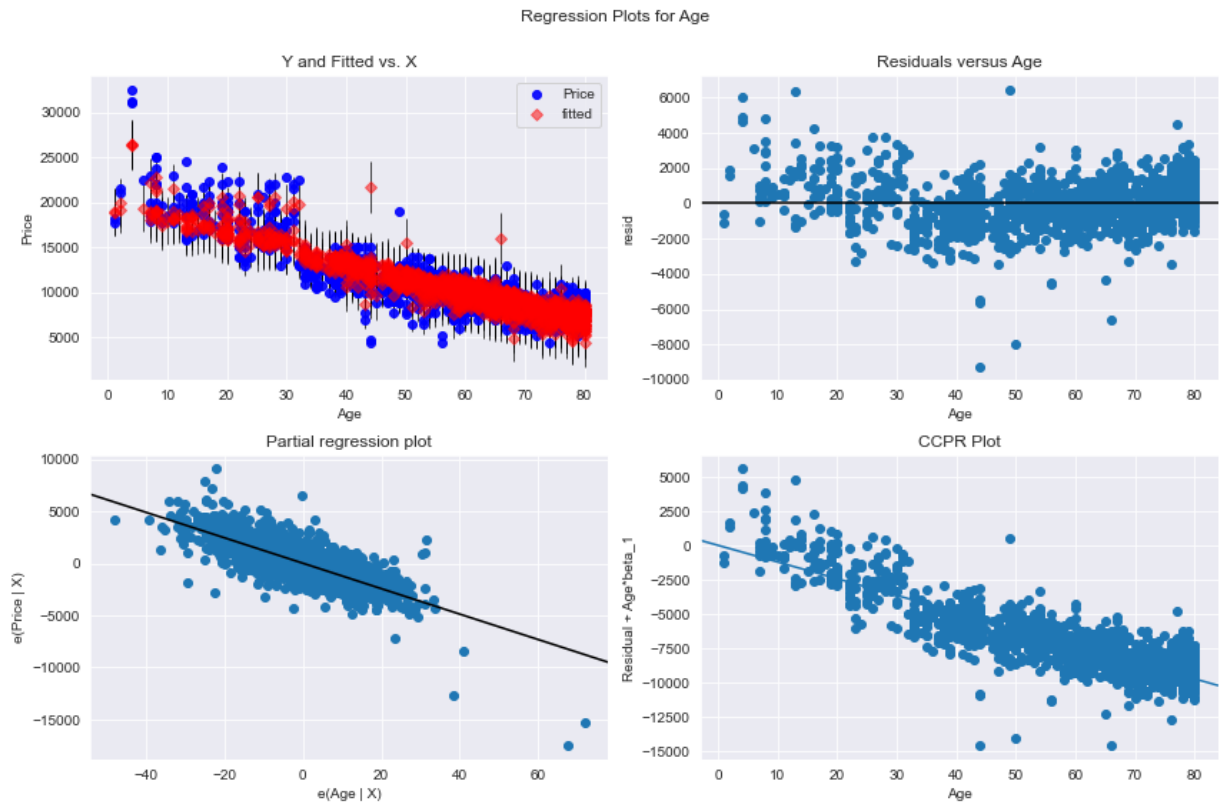 Regression Plots for Age
Y and Fitted vs. X
Price
fitted
30000
25000
20000
15000
10000
5000
Price
0 10 20 30 40 50 60 70 80
Age
Residuals versus Age
6000
4000
2000
0
−2000
−4000
−6000
−8000
−10000
resid
0 10 20 30 40 50 60 70 80
Age
Partial regression plot
10000
5000
0
−5000
−10000
−15000
e(Price | X)
−40 −20 0 20 40 60
e(Age | X)
CCPR Plot
5000
2500
0
−2500
−5000
−7500
−10000
−12500
−15000
Residual + Age*beta_1
0 10 20 30 40 50 60 70 80
Age